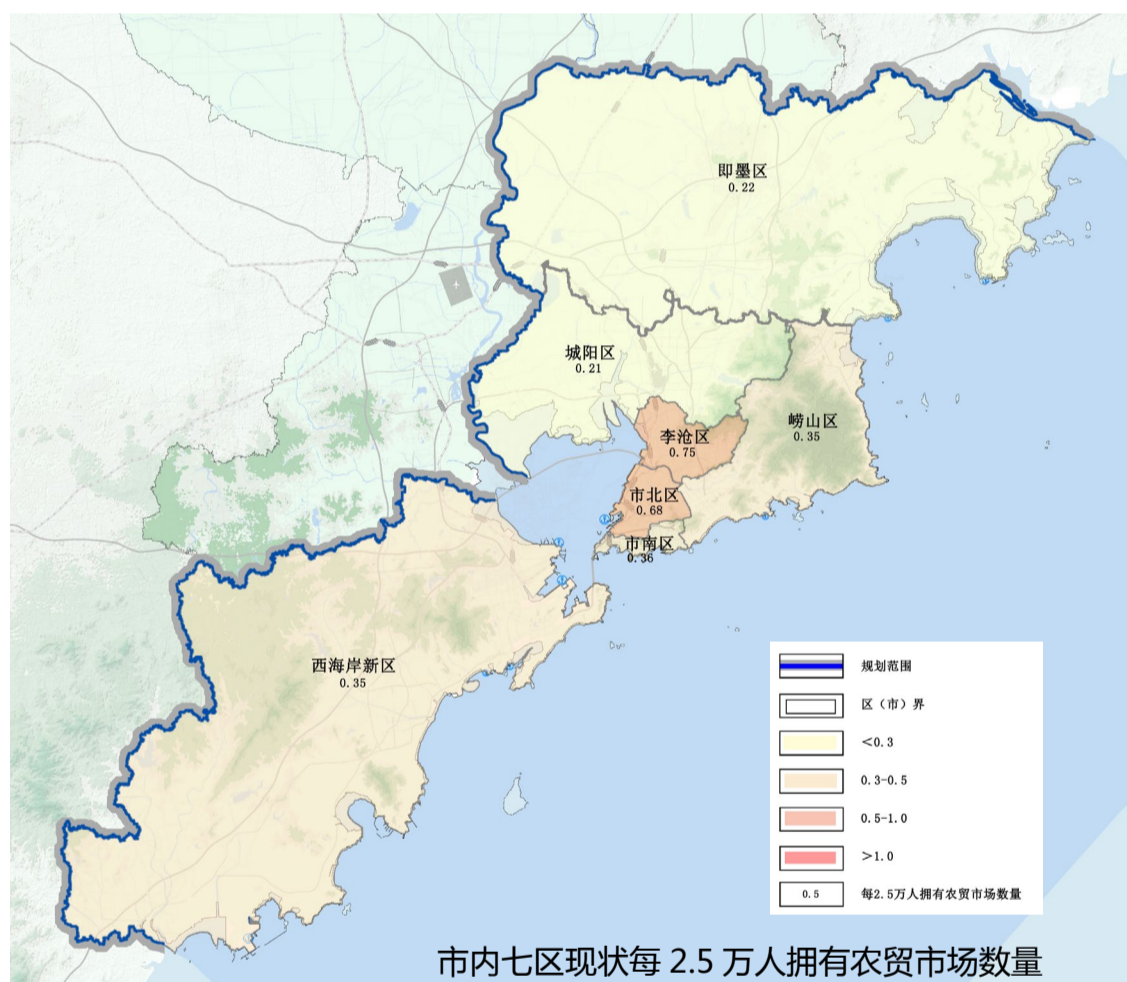 即墨区
0.22
城阳区
0.21
崂山区
0.35
李沧区
0.75
市北区
0.68
市南区
0.36
西海岸新区
0.35
规划范围
区（市）界
＜0.3
0.3-0.5
0.5-1.0
＞1.0
0.5 每2.5万人拥有农贸市场数量
市内七区现状每 2.5 万人拥有农贸市场数量